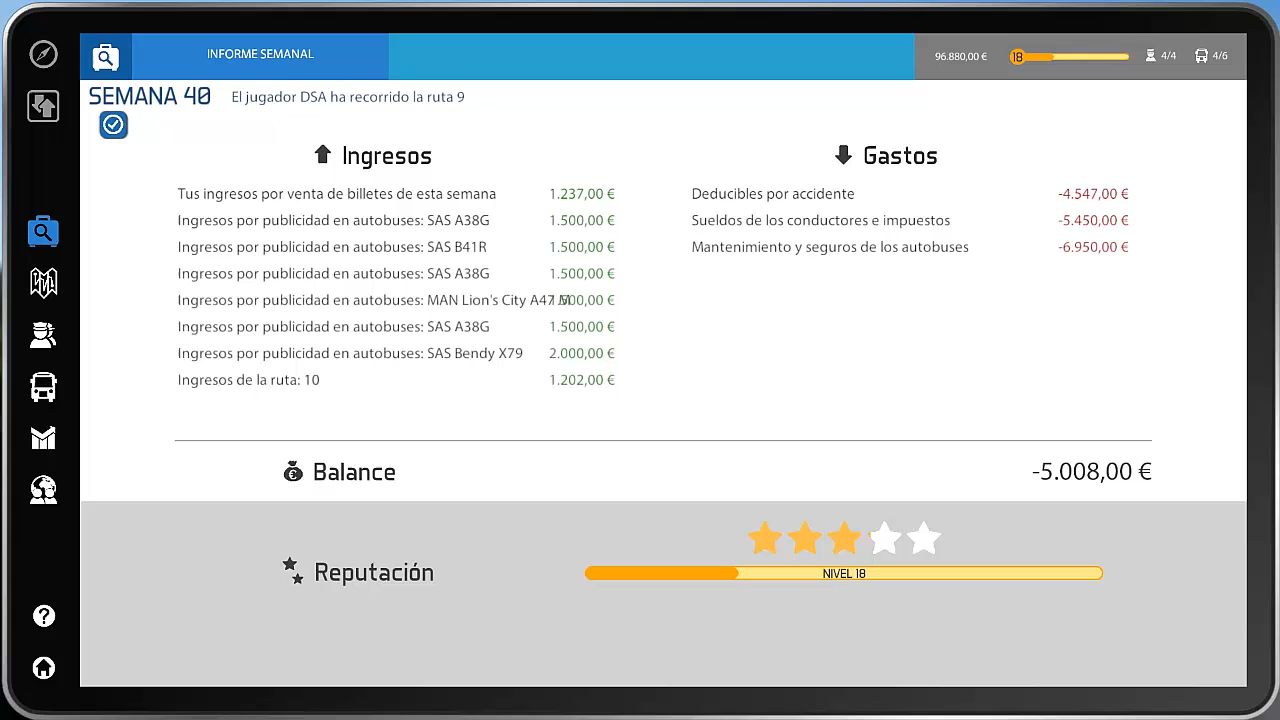 INFORME SEMANAL
96.880,00 €
18
4/4
4/6
SEMANA 40
El jugador DSA ha recorrido la ruta 9
Ingresos
Tus ingresos por venta de billetes de esta semana 1.237,00 €
Ingresos por publicidad en autobuses: SAS A38G 1.500,00 €
Ingresos por publicidad en autobuses: SAS B41R 1.500,00 €
Ingresos por publicidad en autobuses: SAS A38G 1.500,00 €
Ingresos por publicidad en autobuses: MAN Lion's City A47 M 1.500,00 €
Ingresos por publicidad en autobuses: SAS A38G 1.500,00 €
Ingresos por publicidad en autobuses: SAS Bendy X79 2.000,00 €
Ingresos de la ruta: 10 1.202,00 €
Gastos
Deducibles por accidente -4.547,00 €
Sueldos de los conductores e impuestos -5.450,00 €
Mantenimiento y seguros de los autobuses -6.950,00 €
Balance -5.008,00 €
Reputación
NIVEL 18